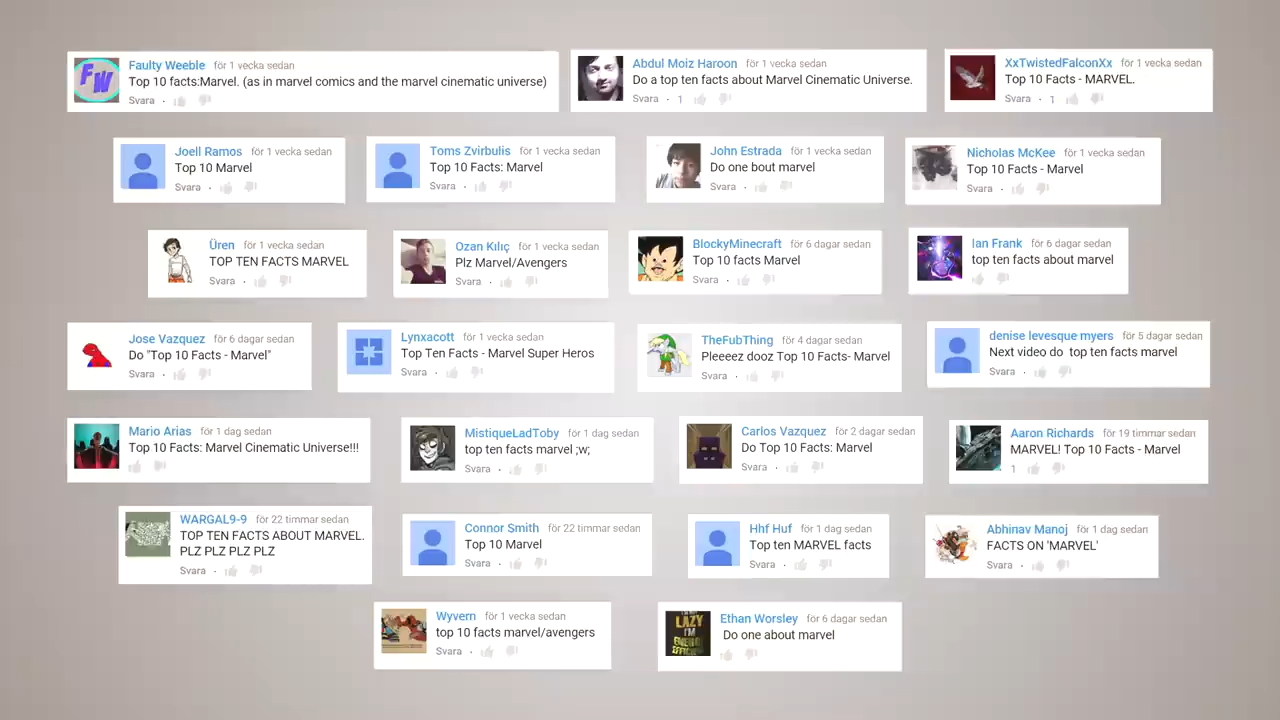 FW
Faulty Weeble för 1 vecka sedan
Top 10 facts:Marvel. (as in marvel comics and the marvel cinematic universe)
Svara
Abdul Moiz Haroon för 1 vecka sedan
Do a top ten facts about Marvel Cinematic Universe.
Svara · 1
XxTwistedFalconXx för 1 vecka sedan
Top 10 Facts - MARVEL.
Svara · 1
Joell Ramos för 1 vecka sedan
Top 10 Marvel
Svara ·
Toms Zvirbulis för 1 vecka sedan
Top 10 Facts: Marvel
Svara ·
John Estrada för 1 vecka sedan
Do one bout marvel
Svara ·
Nicholas McKee för 1 vecka sedan
Top 10 Facts - Marvel
Svara ·
Üren för 1 vecka sedan
TOP TEN FACTS MARVEL
Svara ·
Ozan Kılıç för 1 vecka sedan
Plz Marvel/Avengers
Svara ·
BlockyMinecraft för 6 dagar sedan
Top 10 facts Marvel
Svara ·
Ian Frank för 6 dagar sedan
top ten facts about marvel
Jose Vazquez för 6 dagar sedan
Do "Top 10 Facts - Marvel"
Svara ·
Lynxacott för 1 vecka sedan
Top Ten Facts - Marvel Super Heros
Svara ·
TheFubThing för 4 dagar sedan
Pleeeez dooz Top 10 Facts- Marvel
Svara ·
denise levesque myers för 5 dagar sedan
Next video do top ten facts marvel
Svara ·
Mario Arias för 1 dag sedan
Top 10 Facts: Marvel Cinematic Universe!!!
MistiqueLadToby för 1 dag sedan
top ten facts marvel ;w;
Svara ·
Carlos Vazquez för 2 dagar sedan
Do Top 10 Facts: Marvel
Svara ·
Aaron Richards för 19 timmar sedan
MARVEL! Top 10 Facts - Marvel
1
WARGAL9-9 för 22 timmar sedan
TOP TEN FACTS ABOUT MARVEL.
PLZ PLZ PLZ PLZ
Svara ·
Connor Smith för 22 timmar sedan
Top 10 Marvel
Svara ·
Hhf Huf för 1 dag sedan
Top ten MARVEL facts
Svara ·
Abhinav Manoj för 1 dag sedan
FACTS ON 'MARVEL'
Svara ·
Wyvern för 1 vecka sedan
top 10 facts marvel/avengers
Svara ·
LAZY
I'M
Ethan Worsley för 6 dagar sedan
Do one about marvel